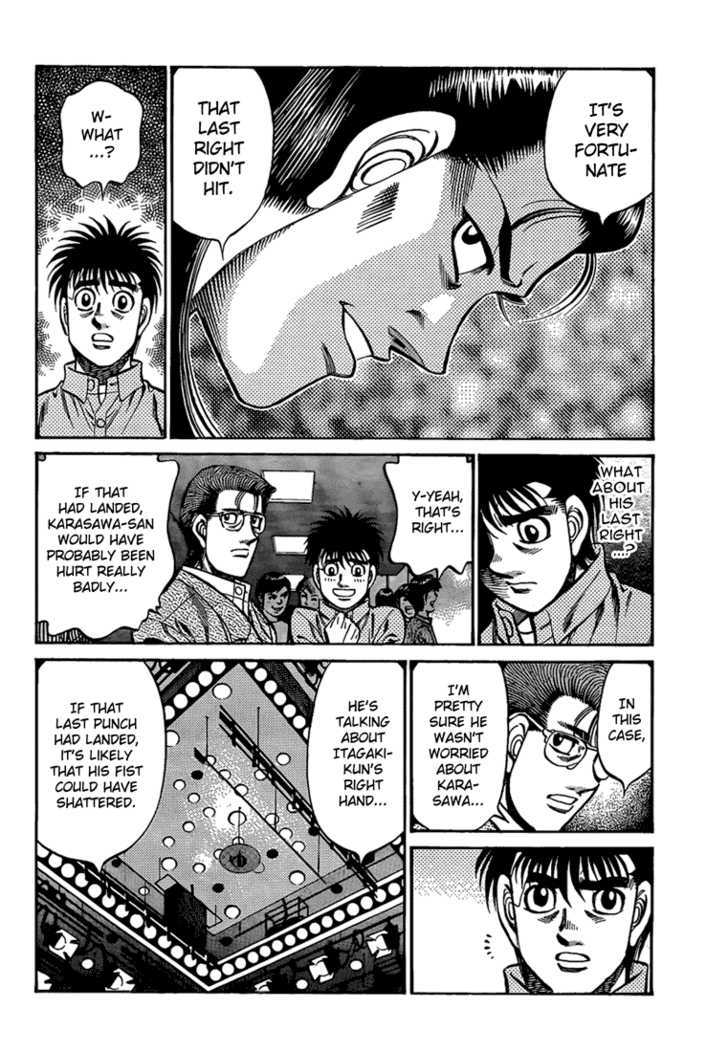 IT'S
VERY
FORTU-
NATE
THAT
LAST
RIGHT
DIDN'T
HIT.
W-
WHAT
...?
WHAT
ABOUT
HIS
LAST
RIGHT
...?
Y-YEAH,
THAT'S
RIGHT...
IF THAT
HAD LANDED,
KARASAWA-SAN
WOULD HAVE
PROBABLY BEEN
HURT REALLY
BADLY...
IN
THIS
CASE,
I'M
PRETTY
SURE HE
WASN'T
WORRIED
ABOUT
KARA-
SAWA...
HE'S
TALKING
ABOUT
ITAGAKI-
KUN'S
RIGHT
HAND...
IF THAT
LAST PUNCH
HAD LANDED,
IT'S LIKELY
THAT HIS FIST
COULD HAVE
SHATTERED.